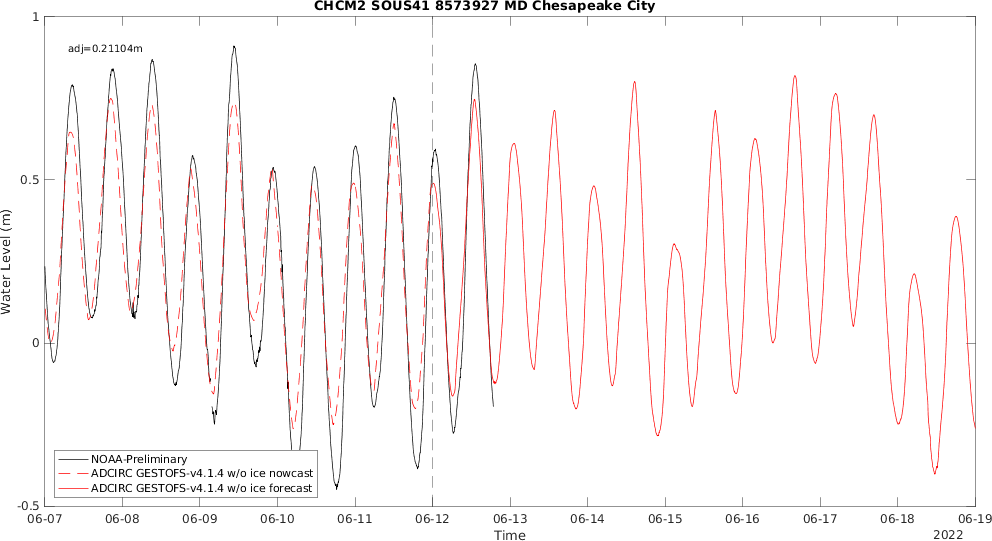 CHCM2 SOUS41 8573927 MD Chesapeake City
adj=0.21104m
1
0.5
0
-0.5
Water Level (m)
NOAA-Preliminary
ADCIRC GESTOFS-v4.1.4 w/o ice nowcast
ADCIRC GESTOFS-v4.1.4 w/o ice forecast
06-07 06-08 06-09 06-10 06-11 06-12 06-13 06-14 06-15 06-16 06-17 06-18 06-19
Time
2022